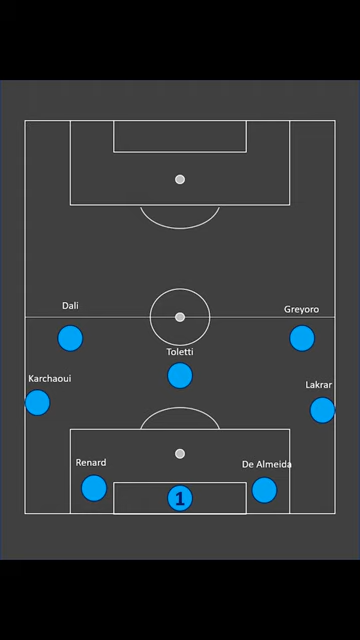 Dali
Greyoro
Toletti
Karchaoui
Lakrar
Renard
De Almeida
1